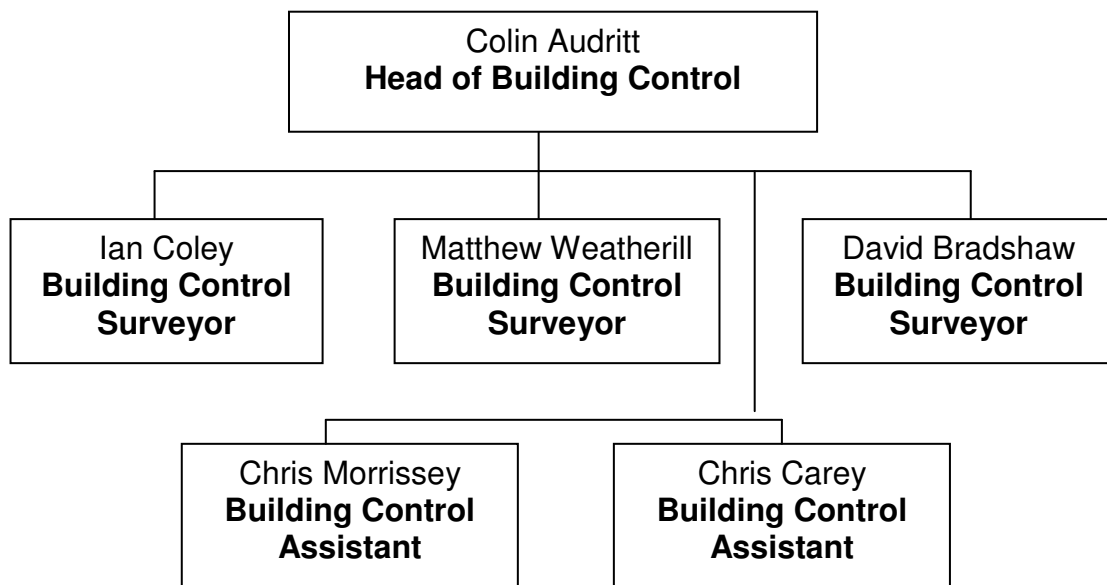 Colin Audritt
Head of Building Control
Ian Coley
Building Control
Surveyor
Matthew Weatherill
Building Control
Surveyor
David Bradshaw
Building Control
Surveyor
Chris Morrissey
Building Control
Assistant
Chris Carey
Building Control
Assistant